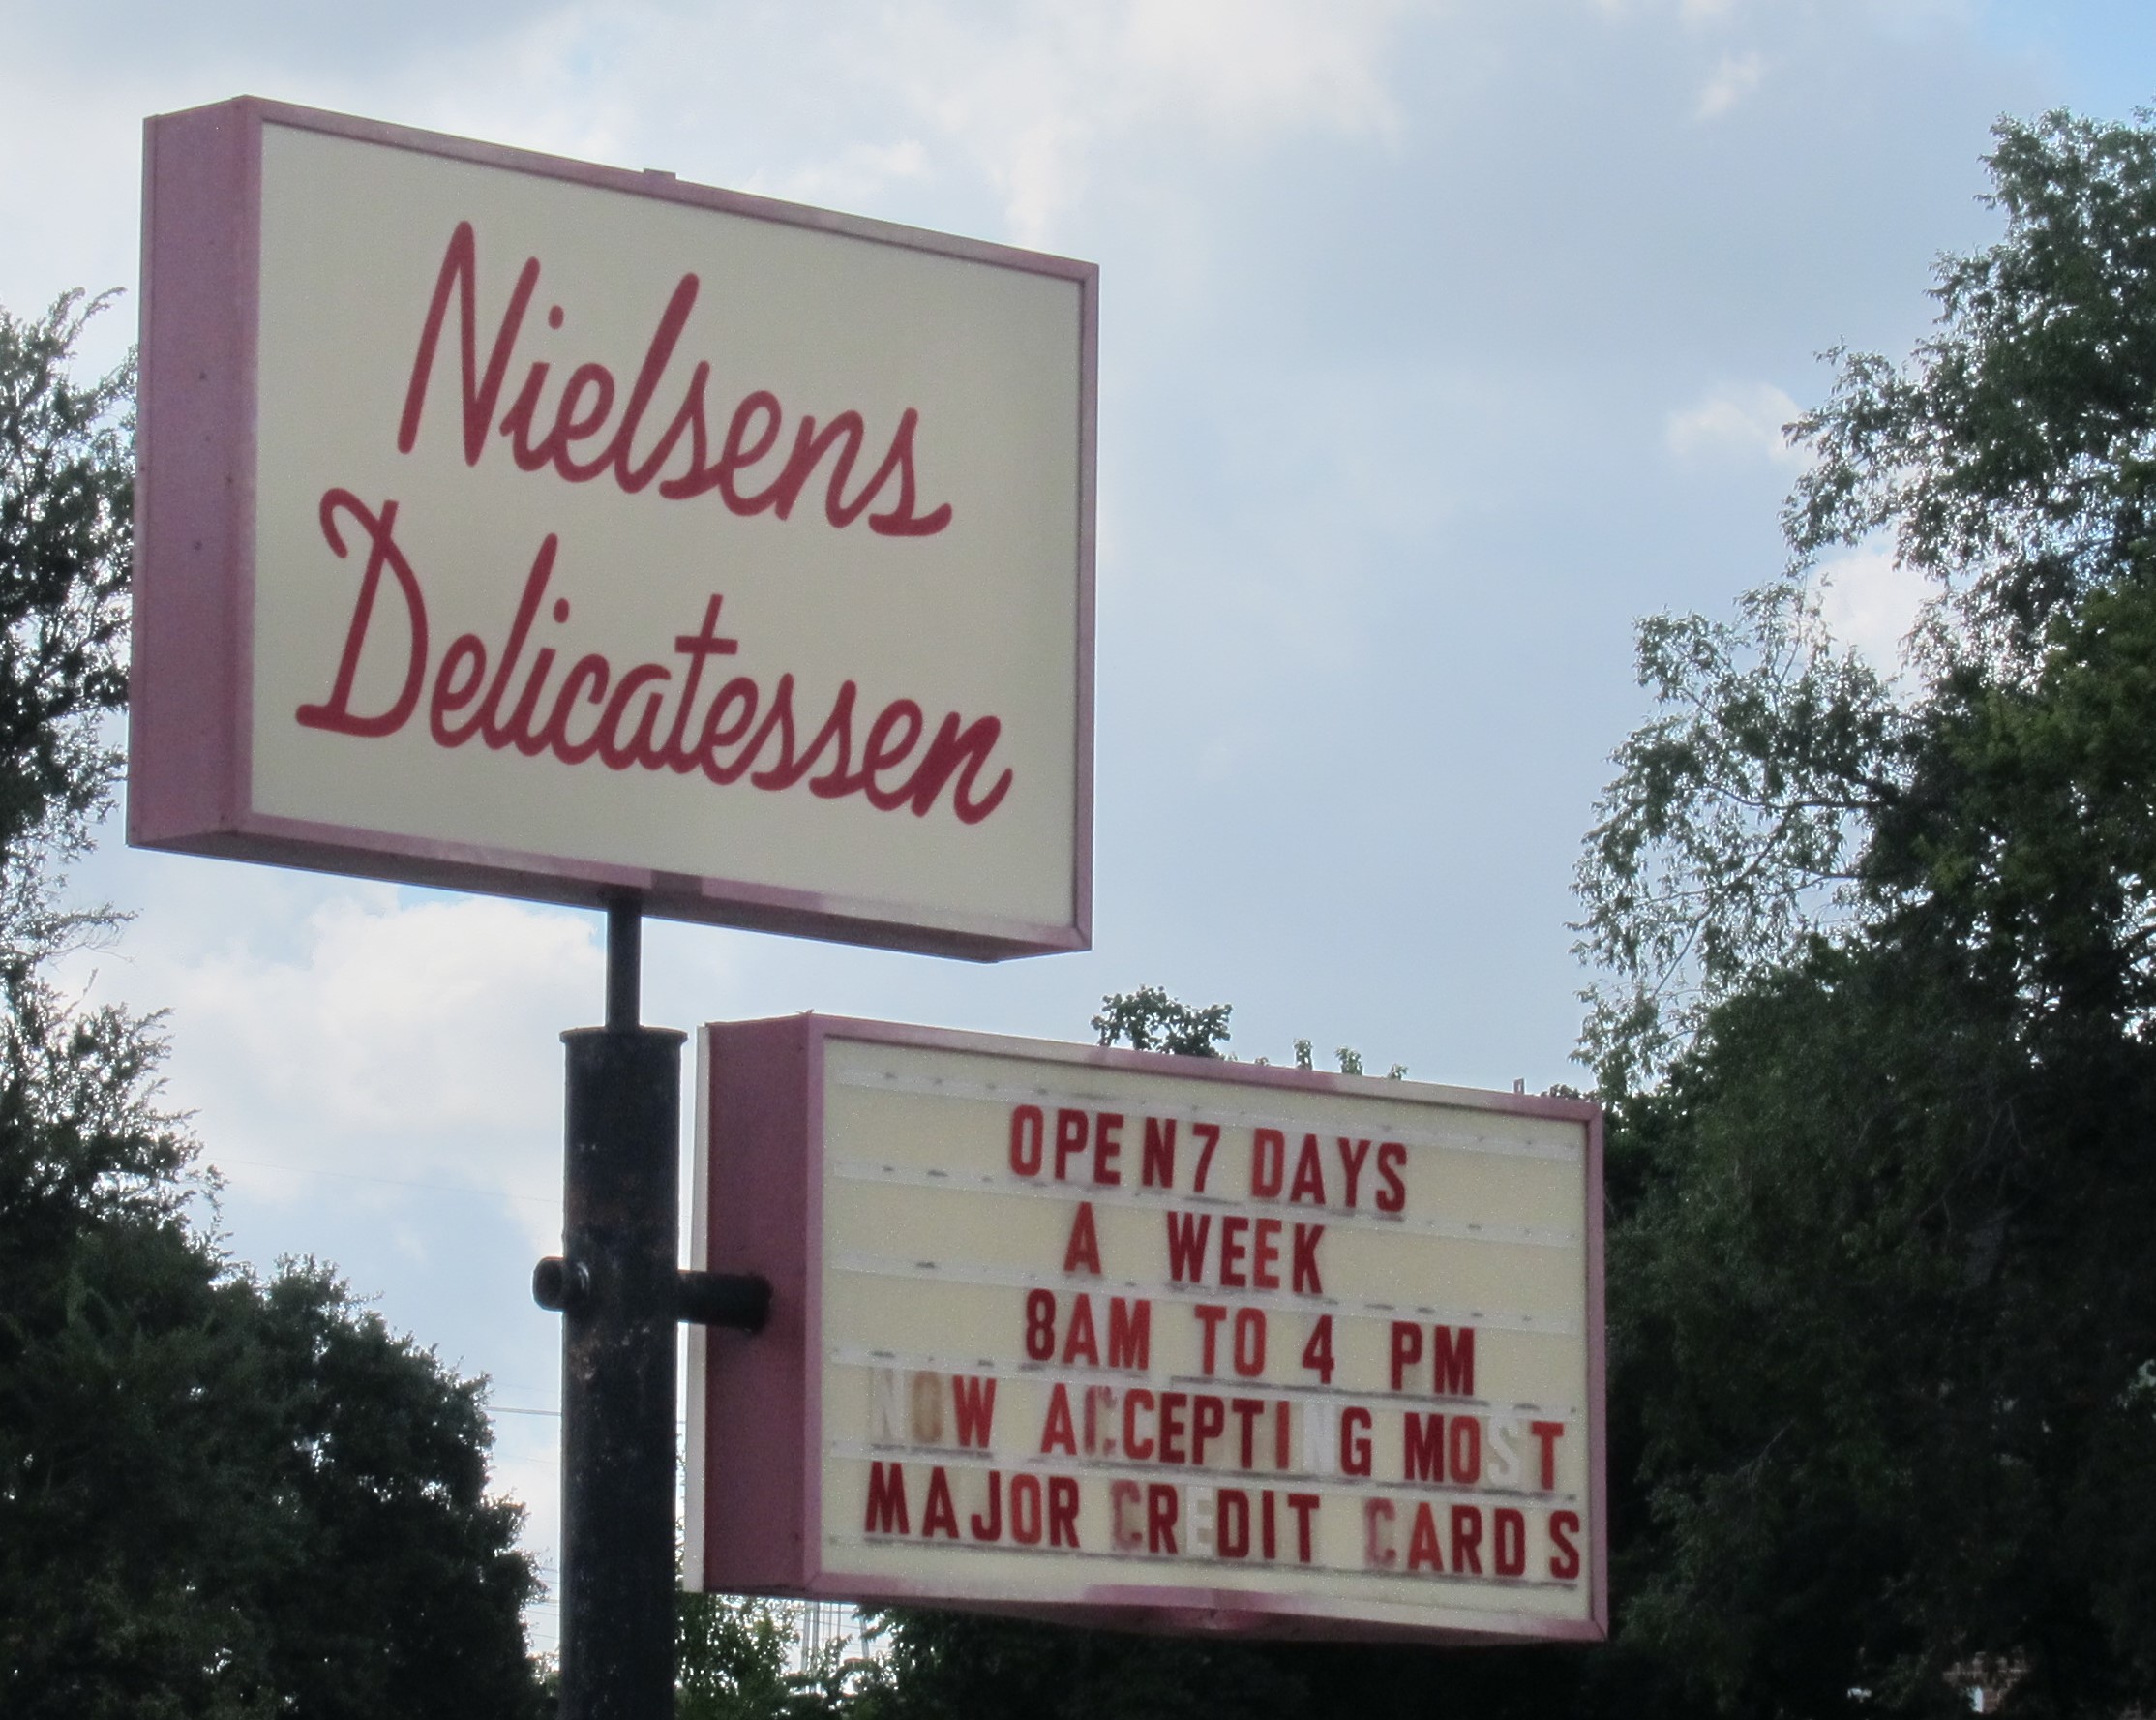 Nielsens
Delicatessen
OPEN 7 DAYS
A WEEK
8AM TO 4 PM
NOW ACCEPTING MOST
MAJOR CREDIT CARDS